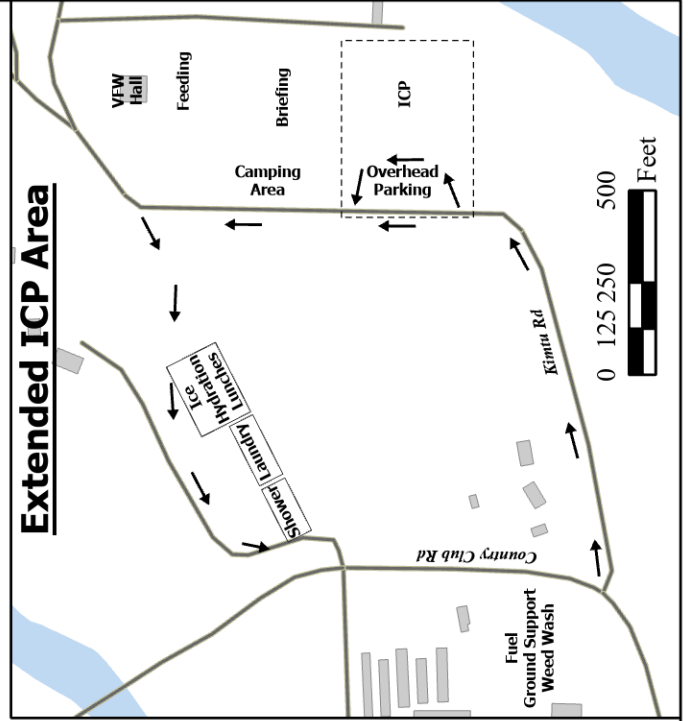 Extended ICP Area
VFW
Hall
Feeding
Briefing
ICP
Camping
Area
Overhead
Parking
Ice
Hydration
Lunches
Laundry
Shower
Kimtu Rd
Country Club Rd
Fuel
Ground Support
Weed Wash
0 125 250 500
Feet